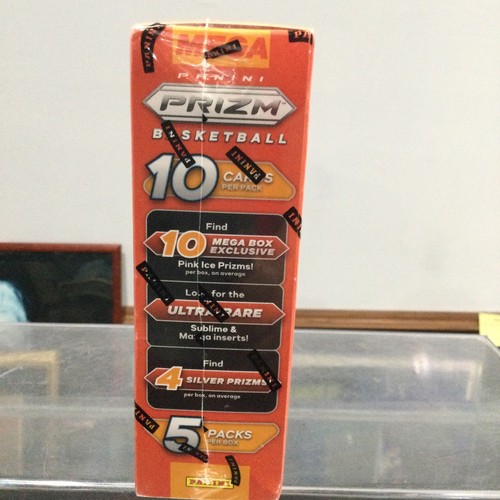 MEGA
PANINI
PRIZM
BASKETBALL
10 CARDS
PER PACK
Find
10 MEGA BOX
EXCLUSIVE
Pink Ice Prizms!
per box, on average
Look for the
ULTRA-RARE
Sublime &
Manga inserts!
Find
4 SILVER PRIZMS
per box, on average
5 PACKS
PER BOX
PANINI